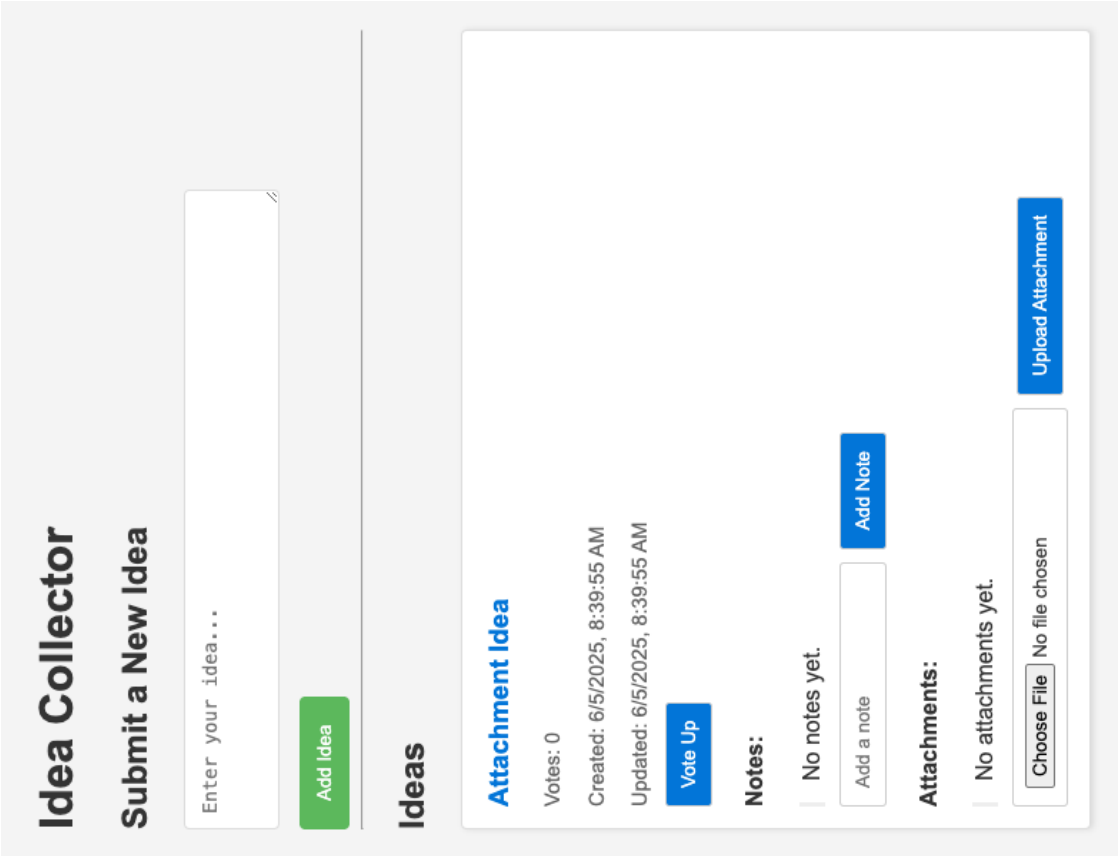 Idea Collector
Submit a New Idea
Enter your idea...
Add Idea
Ideas
Attachment Idea
Votes: 0
Created: 6/5/2025, 8:39:55 AM
Updated: 6/5/2025, 8:39:55 AM
Vote Up
Notes:
No notes yet.
Add a note Add Note
Attachments:
No attachments yet.
Choose File No file chosen Upload Attachment